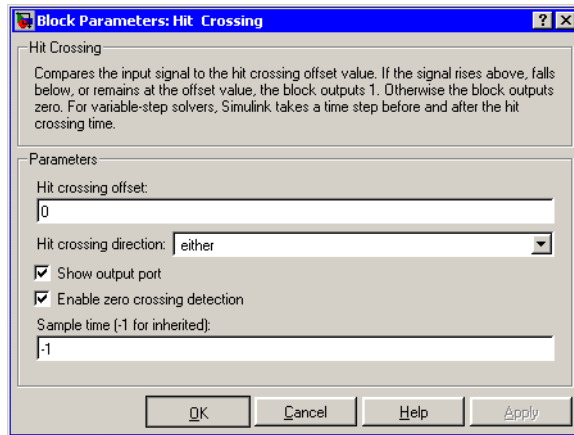 Block Parameters: Hit Crossing
Hit Crossing
Compares the input signal to the hit crossing offset value. If the signal rises above, falls
below, or remains at the offset value, the block outputs 1. Otherwise the block outputs
zero. For variable-step solvers, Simulink takes a time step before and after the hit
crossing time.
Parameters
Hit crossing offset:
0
Hit crossing direction: either
Show output port
Enable zero crossing detection
Sample time (-1 for inherited):
-1
OK Cancel Help Apply